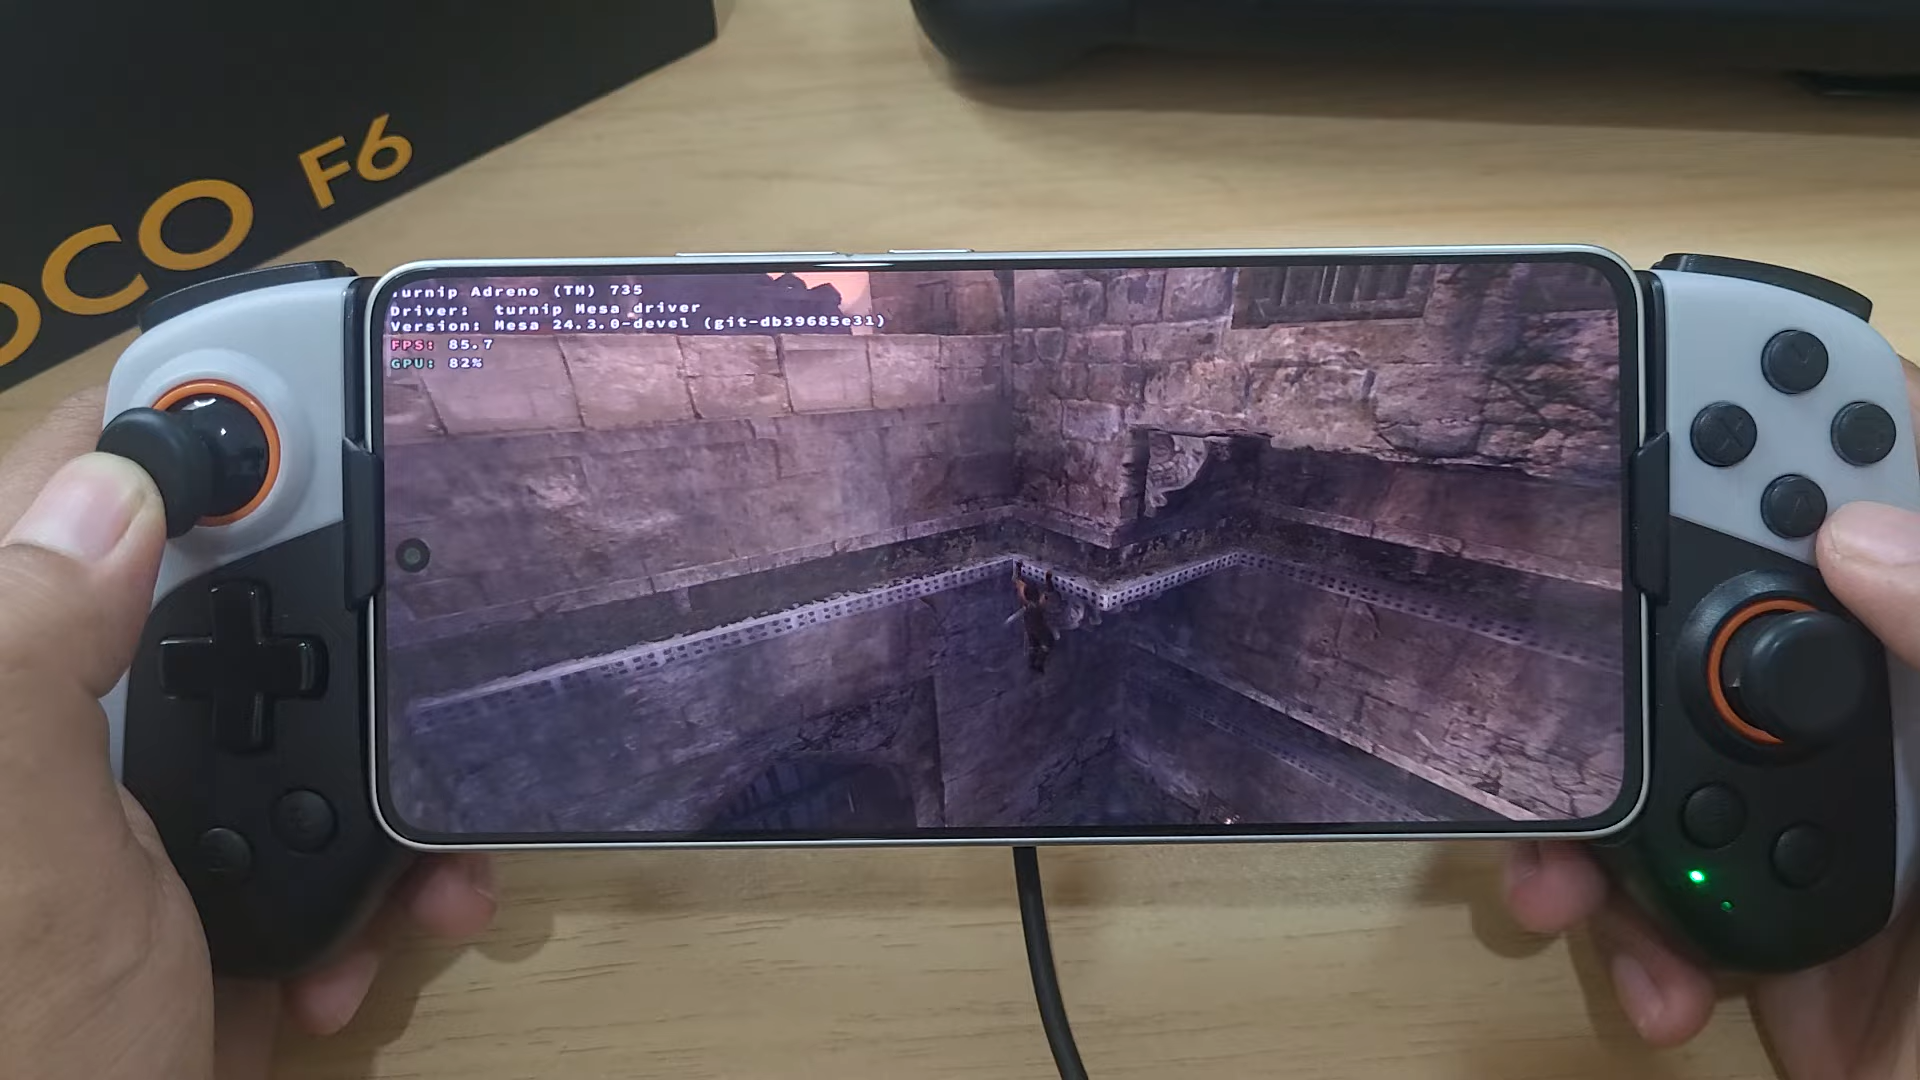 OCO F6
turnip Adreno (TM) 735
Driver: turnip Mesa driver
Version: Mesa 24.3.0-devel (git-db39685e31)
FPS: 85.7
GPU: 82%